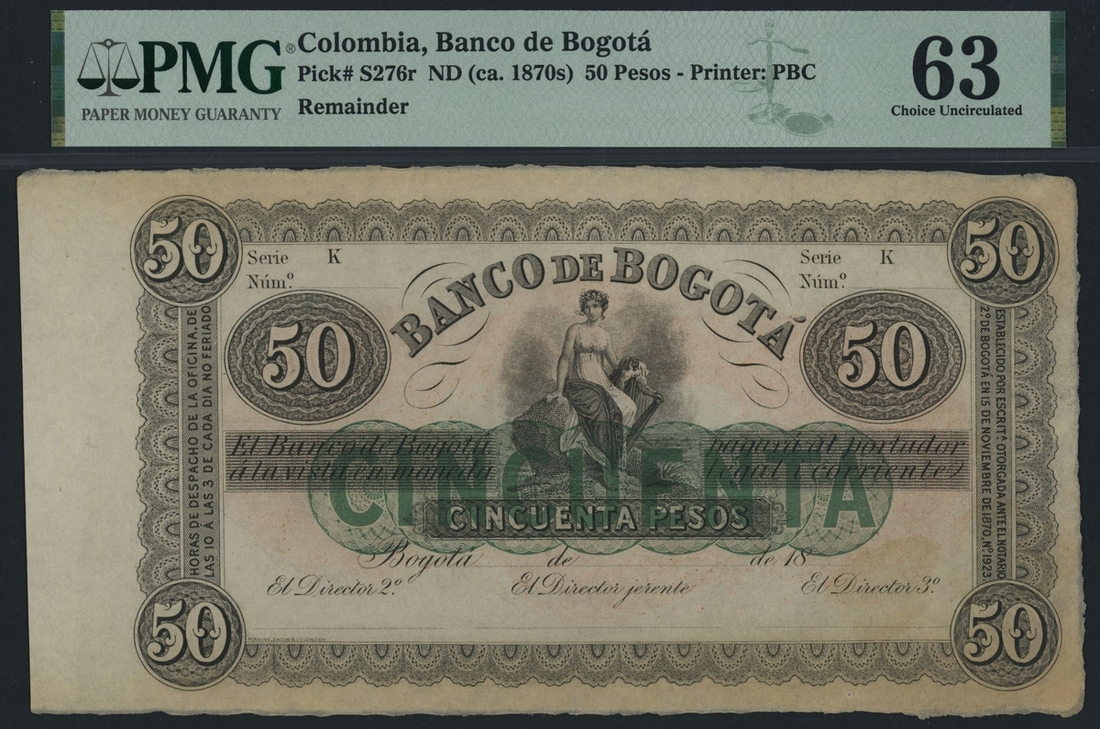 PMG®
PAPER MONEY GUARANTY
Colombia, Banco de Bogotá
Pick# S276r ND (ca. 1870s) 50 Pesos - Printer: PBC
Remainder
63
Choice Uncirculated
50
50
Serie K
Núm.º
Serie K
Núm.º
BANCO DE BOGOTÁ
50
50
HORAS DE DESPACHO DE LA OFICINA, DE
LAS 10 Á LAS 3 DE CADA DIA NO FERIADO
ESTABLECIDO POR ESCRIT.ᴬ OTORGADA ANTE EL NOTARIO
2.º DE BOGOTÁ EN 15 DE NOVIEMBRE DE 1870. Nº 1923.
El Banco de Bogotá pagará al portador
á la vista en moneda legal i corriente
CINCUENTA
CINCUENTA PESOS
Bogotá de de 18
El Director 2.º El Director jerente El Director 3.º
50
50